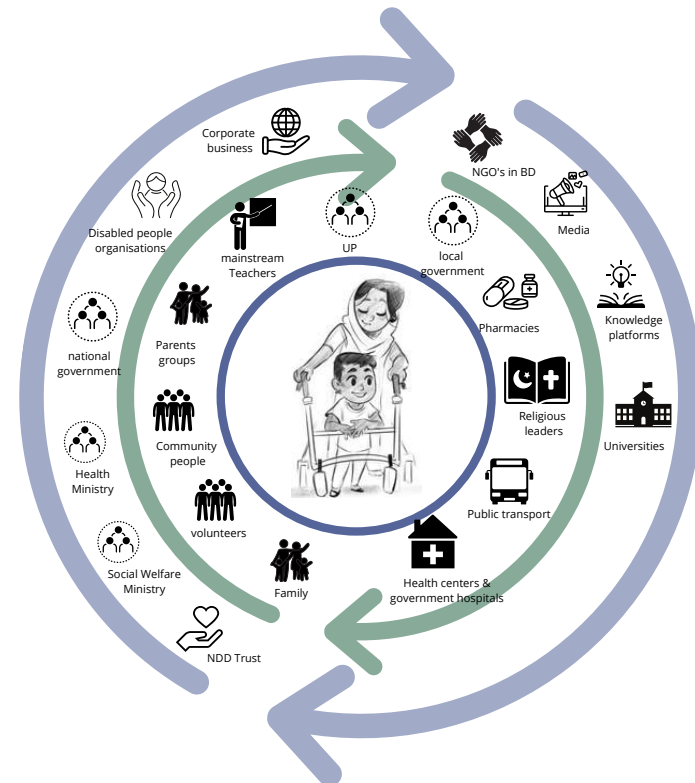 Corporate
business
NGO's in BD
Media
Disabled people
organisations
mainstream
Teachers
UP
local
government
Knowledge
platforms
Pharmacies
national
government
Parents
groups
Religious
leaders
Universities
Community
people
Health
Ministry
Public transport
volunteers
Social Welfare
Ministry
Family
Health centers &
government hospitals
NDD Trust